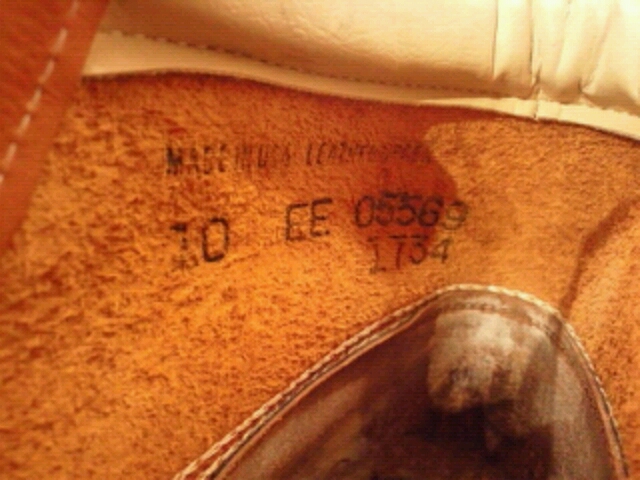 MADE IN USA LEATHER UPPER
10 EE 05569
1734